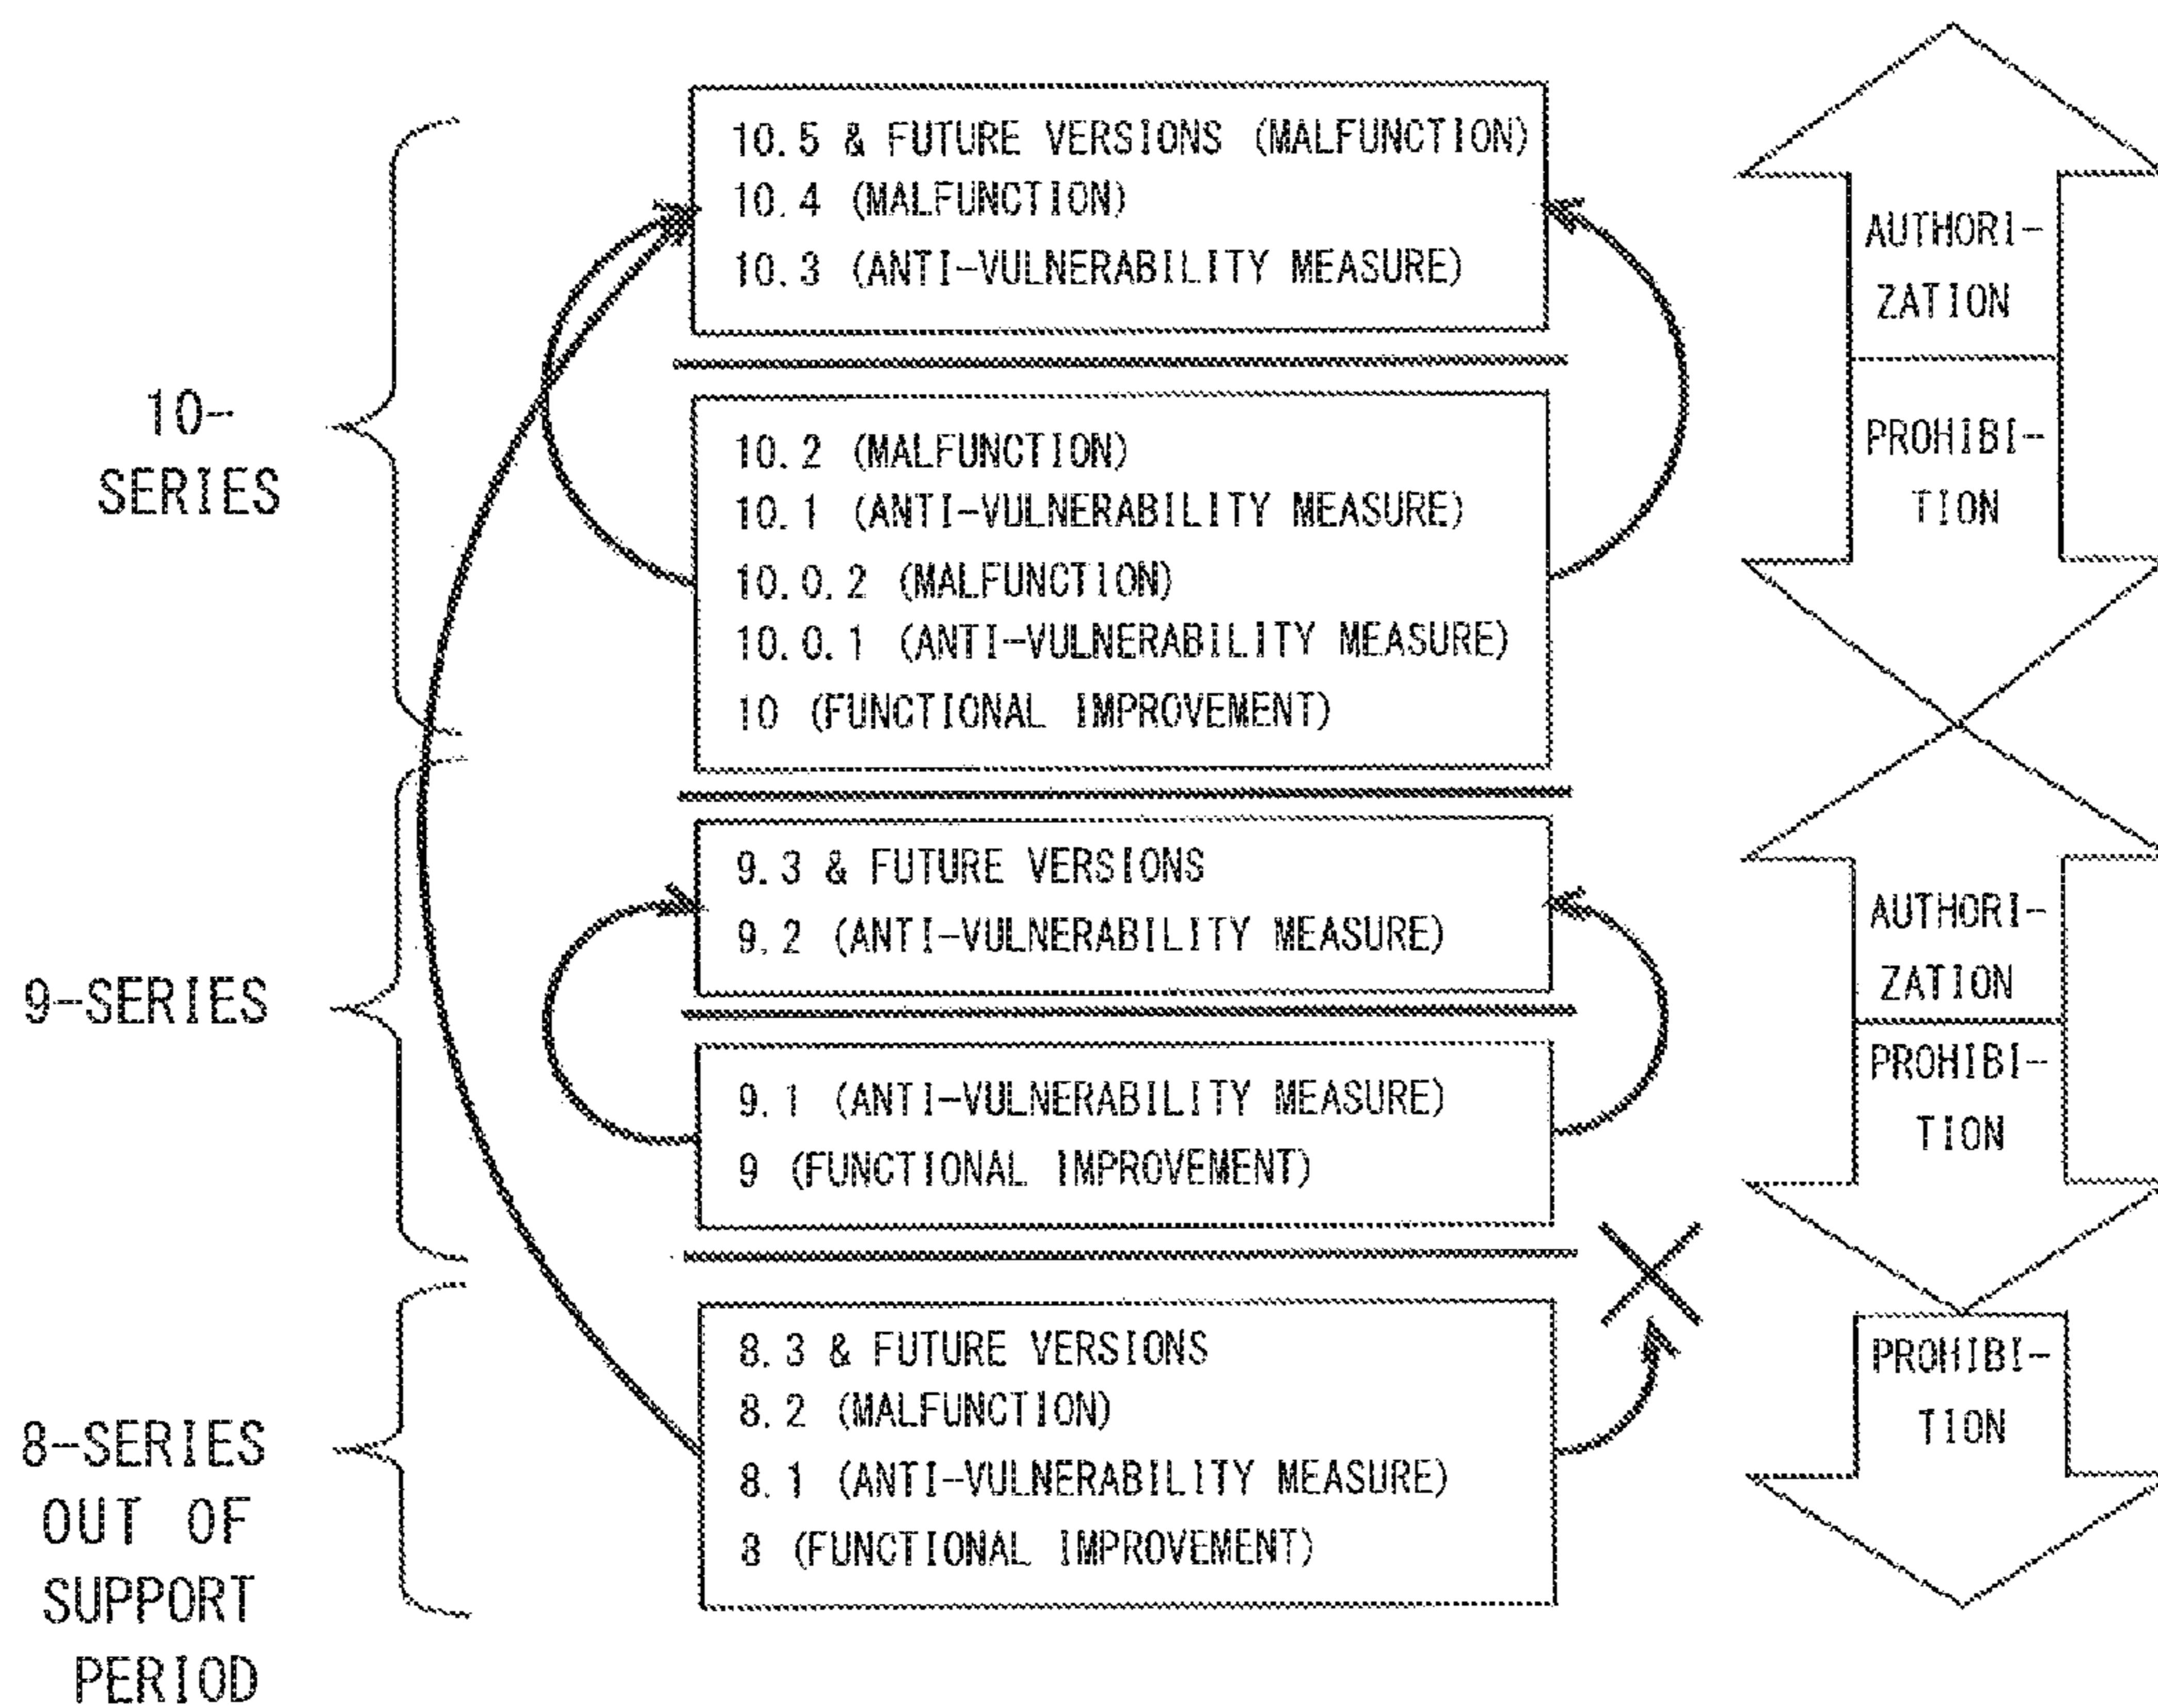 10.5 & FUTURE VERSIONS (MALFUNCTION)
10.4 (MALFUNCTION)
10.3 (ANTI-VULNERABILITY MEASURE)
AUTHORI-
ZATION
10-
SERIES
10.2 (MALFUNCTION)
10.1 (ANTI-VULNERABILITY MEASURE)
10.0.2 (MALFUNCTION)
10.0.1 (ANTI-VULNERABILITY MEASURE)
10 (FUNCTIONAL IMPROVEMENT)
PROHIBI-
TION
9-SERIES
9.3 & FUTURE VERSIONS
9.2 (ANTI-VULNERABILITY MEASURE)
AUTHORI-
ZATION
9.1 (ANTI-VULNERABILITY MEASURE)
9 (FUNCTIONAL IMPROVEMENT)
PROHIBI-
TION
8-SERIES
OUT OF
SUPPORT
PERIOD
8.3 & FUTURE VERSIONS
8.2 (MALFUNCTION)
8.1 (ANTI-VULNERABILITY MEASURE)
8 (FUNCTIONAL IMPROVEMENT)
PROHIBI-
TION